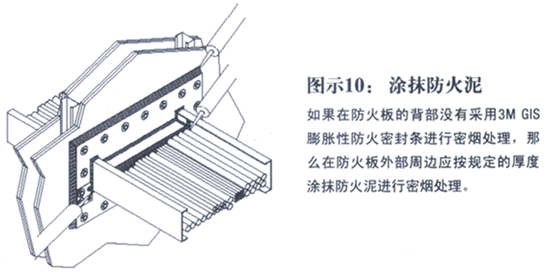 图示10： 涂抹防火泥
如果在防火板的背部没有采用3M GIS
膨胀性防火密封条进行密烟处理，那
么在防火板外部周边应按规定的厚度
涂抹防火泥进行密烟处理。